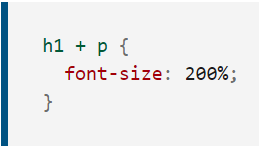 h1 + p {
  font-size: 200%;
}